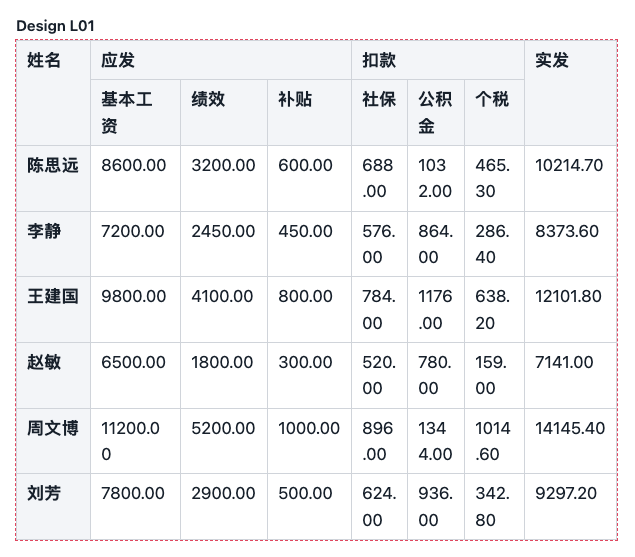 Design L01
姓名 应发 扣款 实发
基本工资 绩效 补贴 社保 公积金 个税
陈思远 8600.00 3200.00 600.00 688.00 1032.00 465.30 10214.70
李静 7200.00 2450.00 450.00 576.00 864.00 286.40 8373.60
王建国 9800.00 4100.00 800.00 784.00 1176.00 638.20 12101.80
赵敏 6500.00 1800.00 300.00 520.00 780.00 159.00 7141.00
周文博 11200.00 5200.00 1000.00 896.00 1344.00 1014.60 14145.40
刘芳 7800.00 2900.00 500.00 624.00 936.00 342.80 9297.20